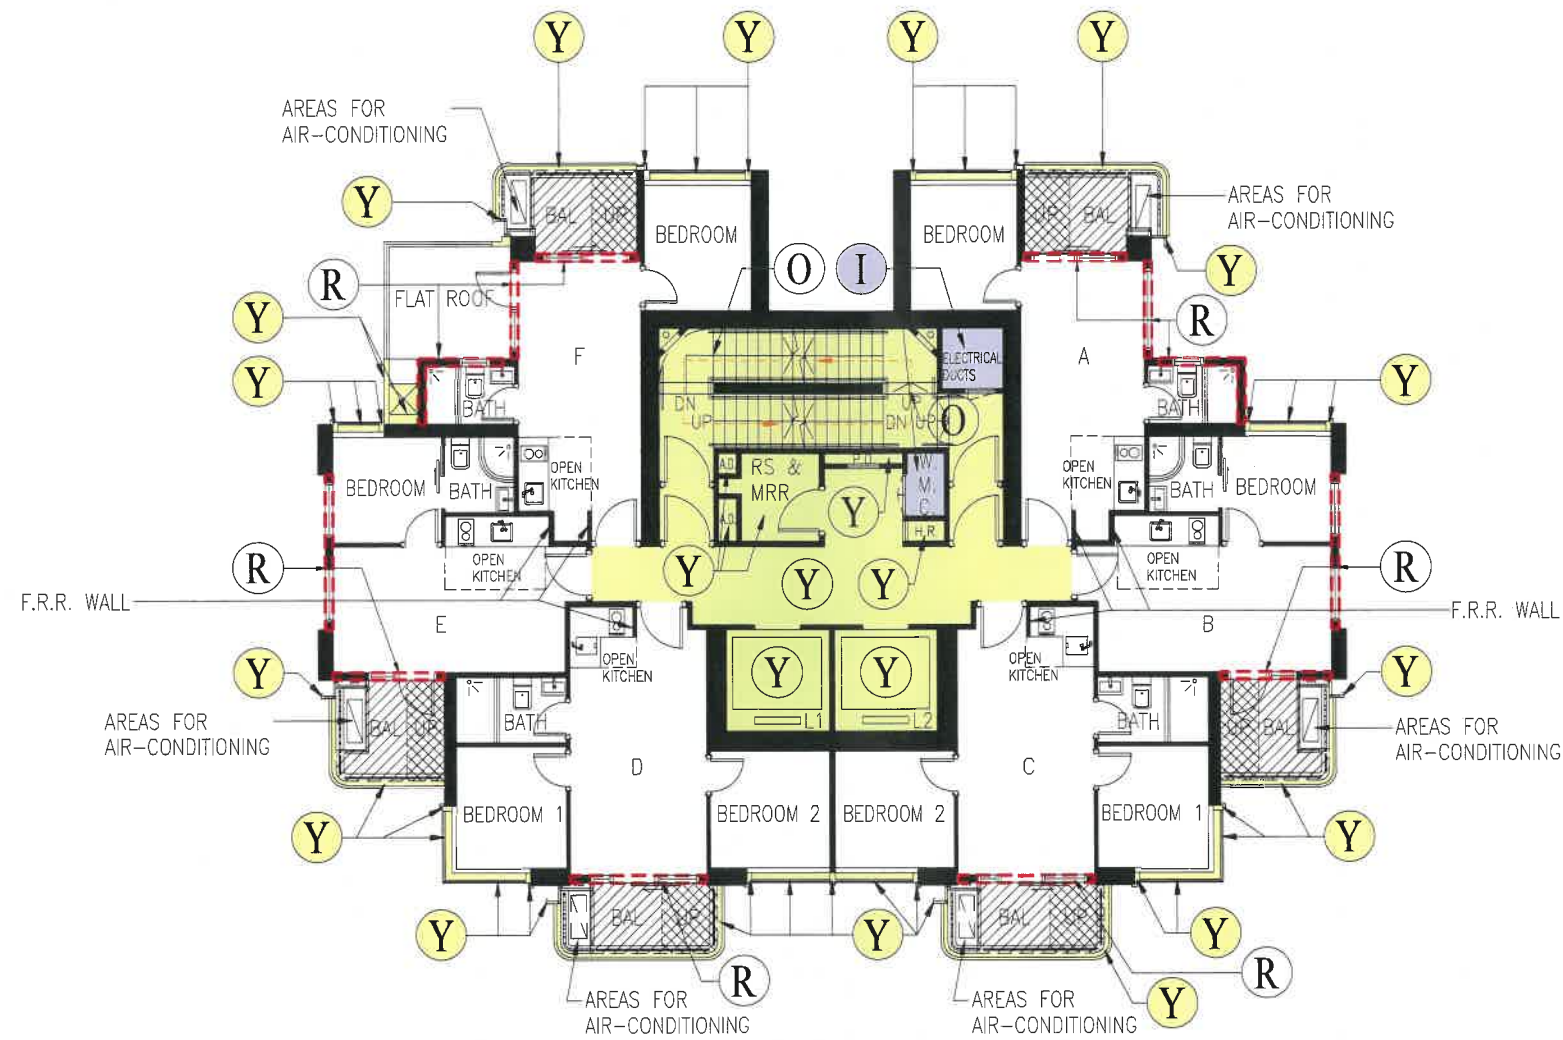 Y
Y
Y
Y
AREAS FOR
AIR-CONDITIONING
Y
BAL
UP
BEDROOM
BEDROOM
UP
BAL
AREAS FOR
AIR-CONDITIONING
Y
R
FLAT ROOF
O
I
R
Y
F
A
ELECTRICAL
DUCTS
Y
Y
BATH
DN
UP
UP
DN UP
O
BATH
BEDROOM
BATH
OPEN
KITCHEN
A.D.
RS &
MRR
P.D.
W.
M.
C.
OPEN
KITCHEN
BATH
BEDROOM
A.D.
Y
H.R.
R
OPEN
KITCHEN
Y
Y
Y
OPEN
KITCHEN
R
F.R.R. WALL
E
B
F.R.R. WALL
OPEN
KITCHEN
Y
Y
OPEN
KITCHEN
Y
Y
AREAS FOR
AIR-CONDITIONING
BAL
UP
BATH
L1
L2
BATH
UP
BAL
AREAS FOR
AIR-CONDITIONING
D
C
Y
BEDROOM 1
BEDROOM 2
BEDROOM 2
BEDROOM 1
Y
Y
BAL
UP
Y
BAL
UP
Y
R
R
Y
AREAS FOR
AIR-CONDITIONING
AREAS FOR
AIR-CONDITIONING